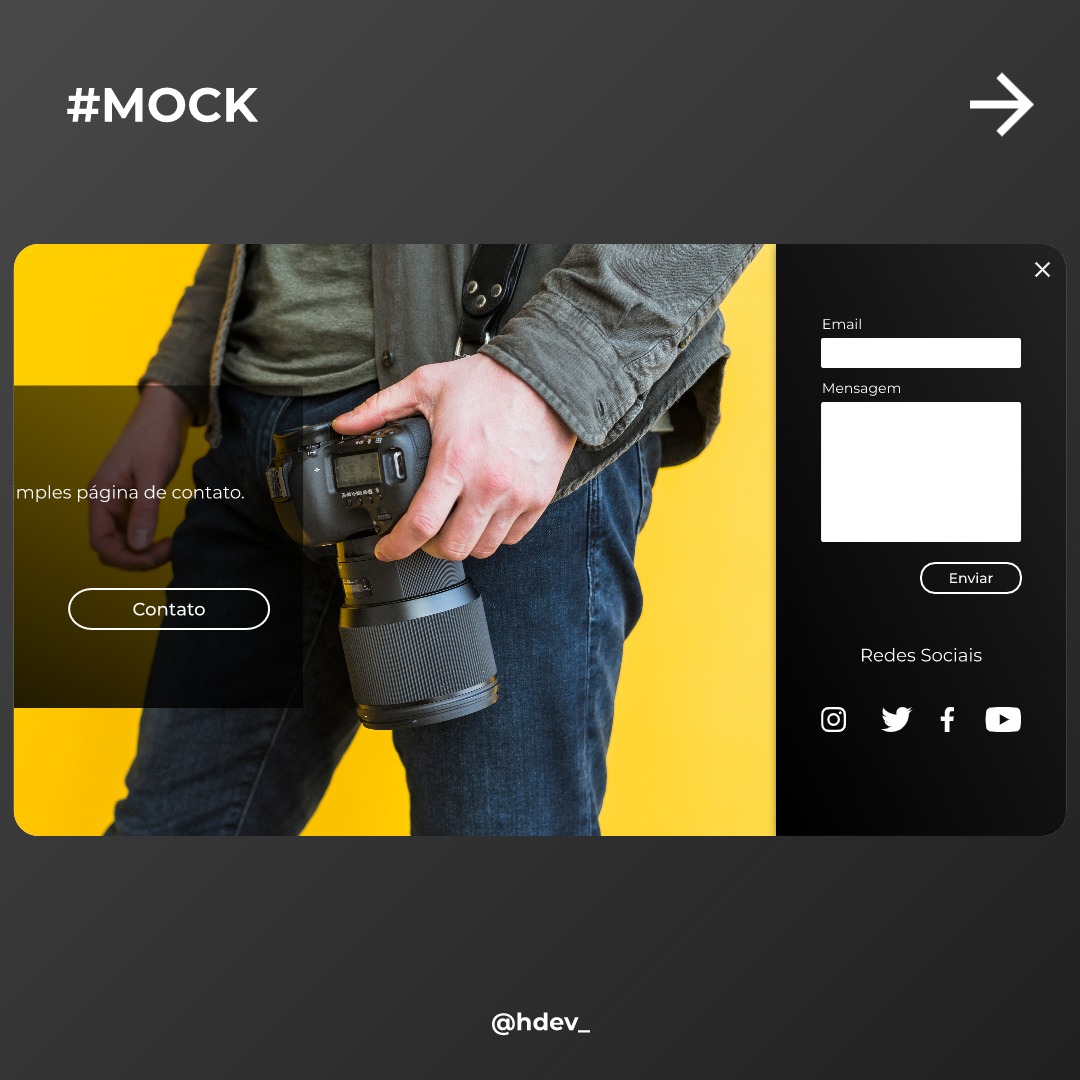 #MOCK
Email
Mensagem
mples página de contato.
Enviar
Contato
Redes Sociais
@hdev_